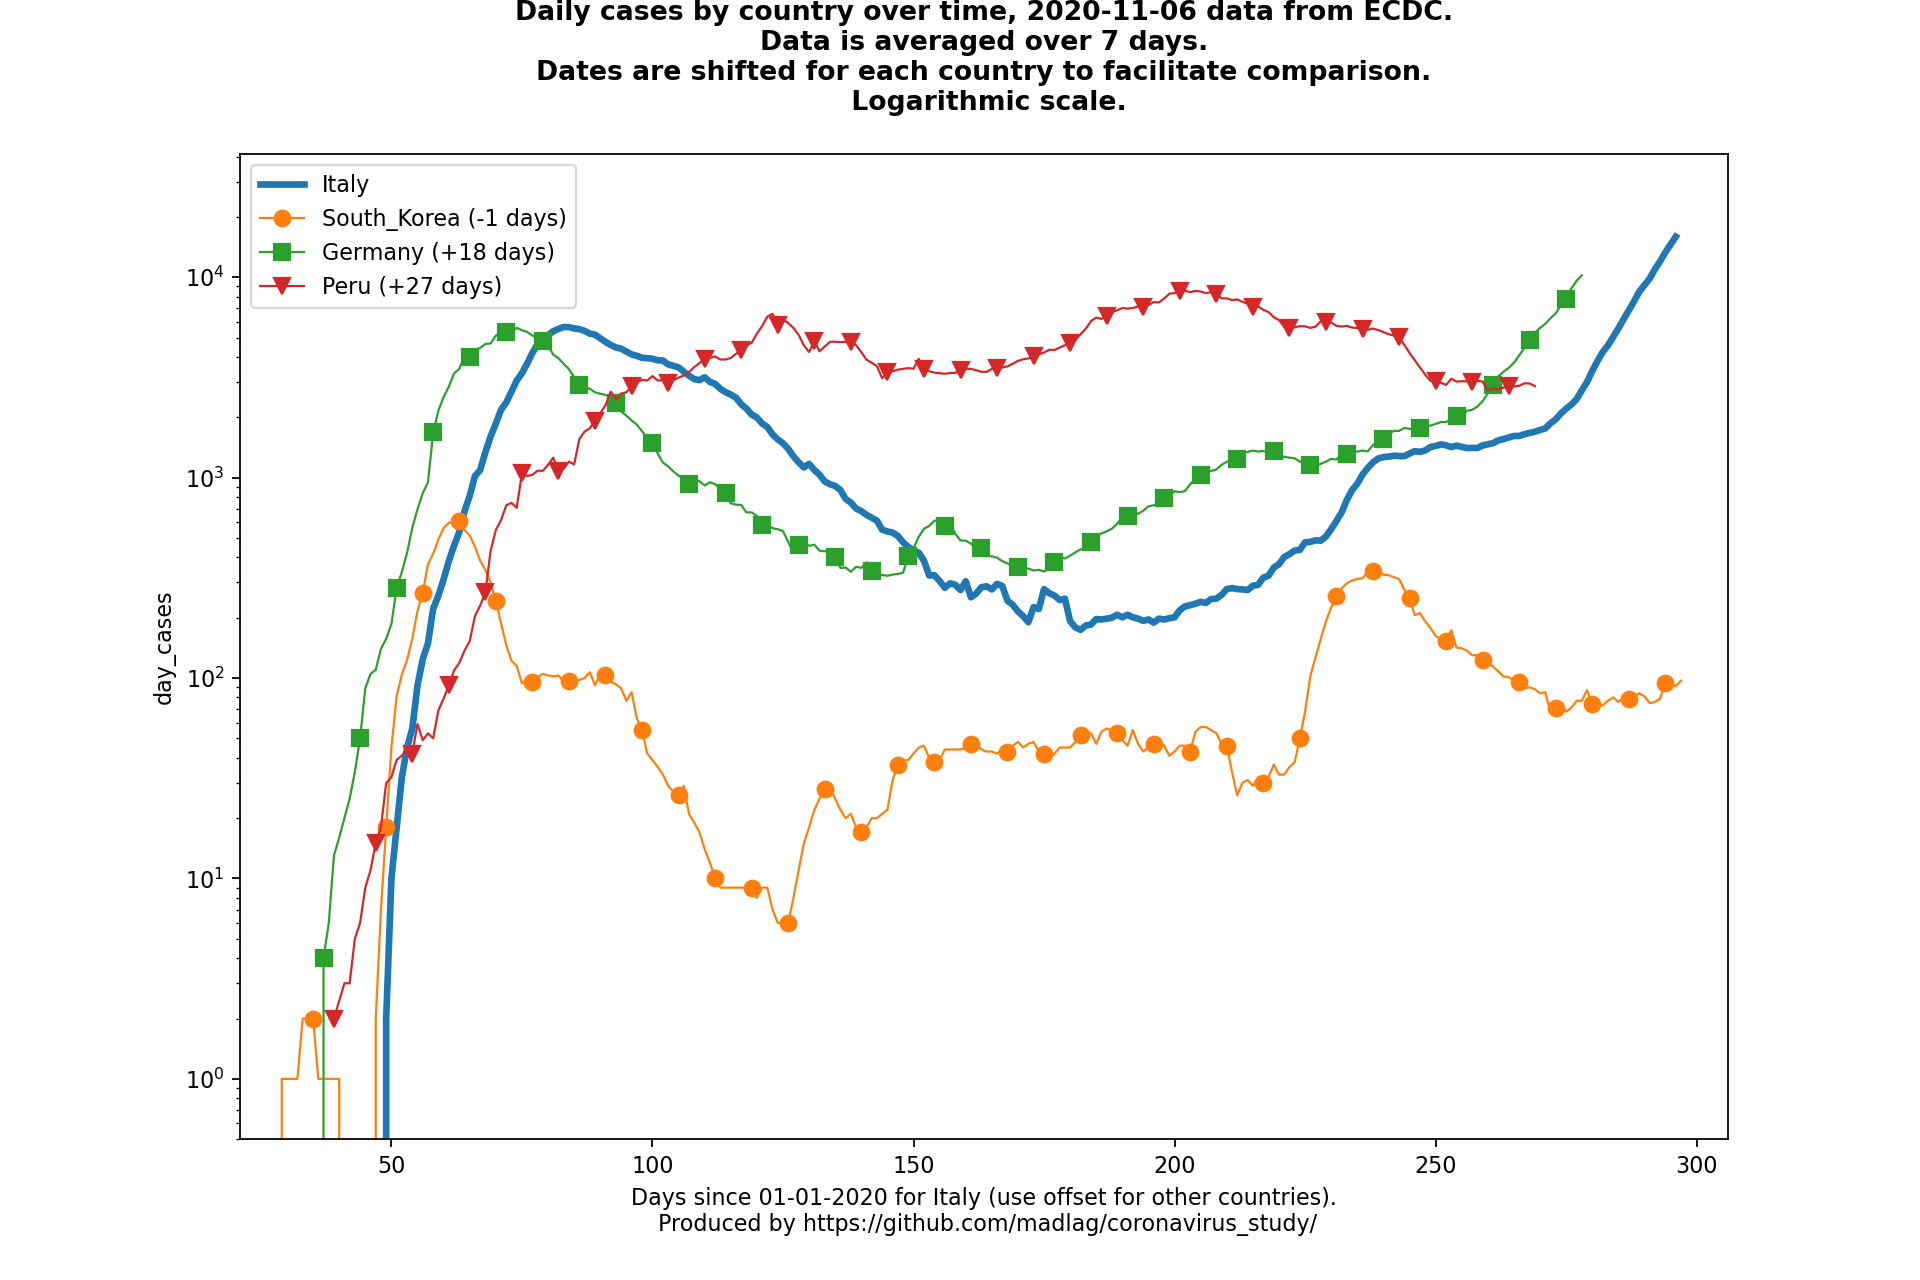 Daily cases by country over time, 2020-11-06 data from ECDC.
Data is averaged over 7 days.
Dates are shifted for each country to facilitate comparison.
Logarithmic scale.
Italy
South_Korea (-1 days)
Germany (+18 days)
Peru (+27 days)
10⁴
10³
10²
10¹
10⁰
day_cases
50 100 150 200 250 300
Days since 01-01-2020 for Italy (use offset for other countries).
Produced by https://github.com/madlag/coronavirus_study/